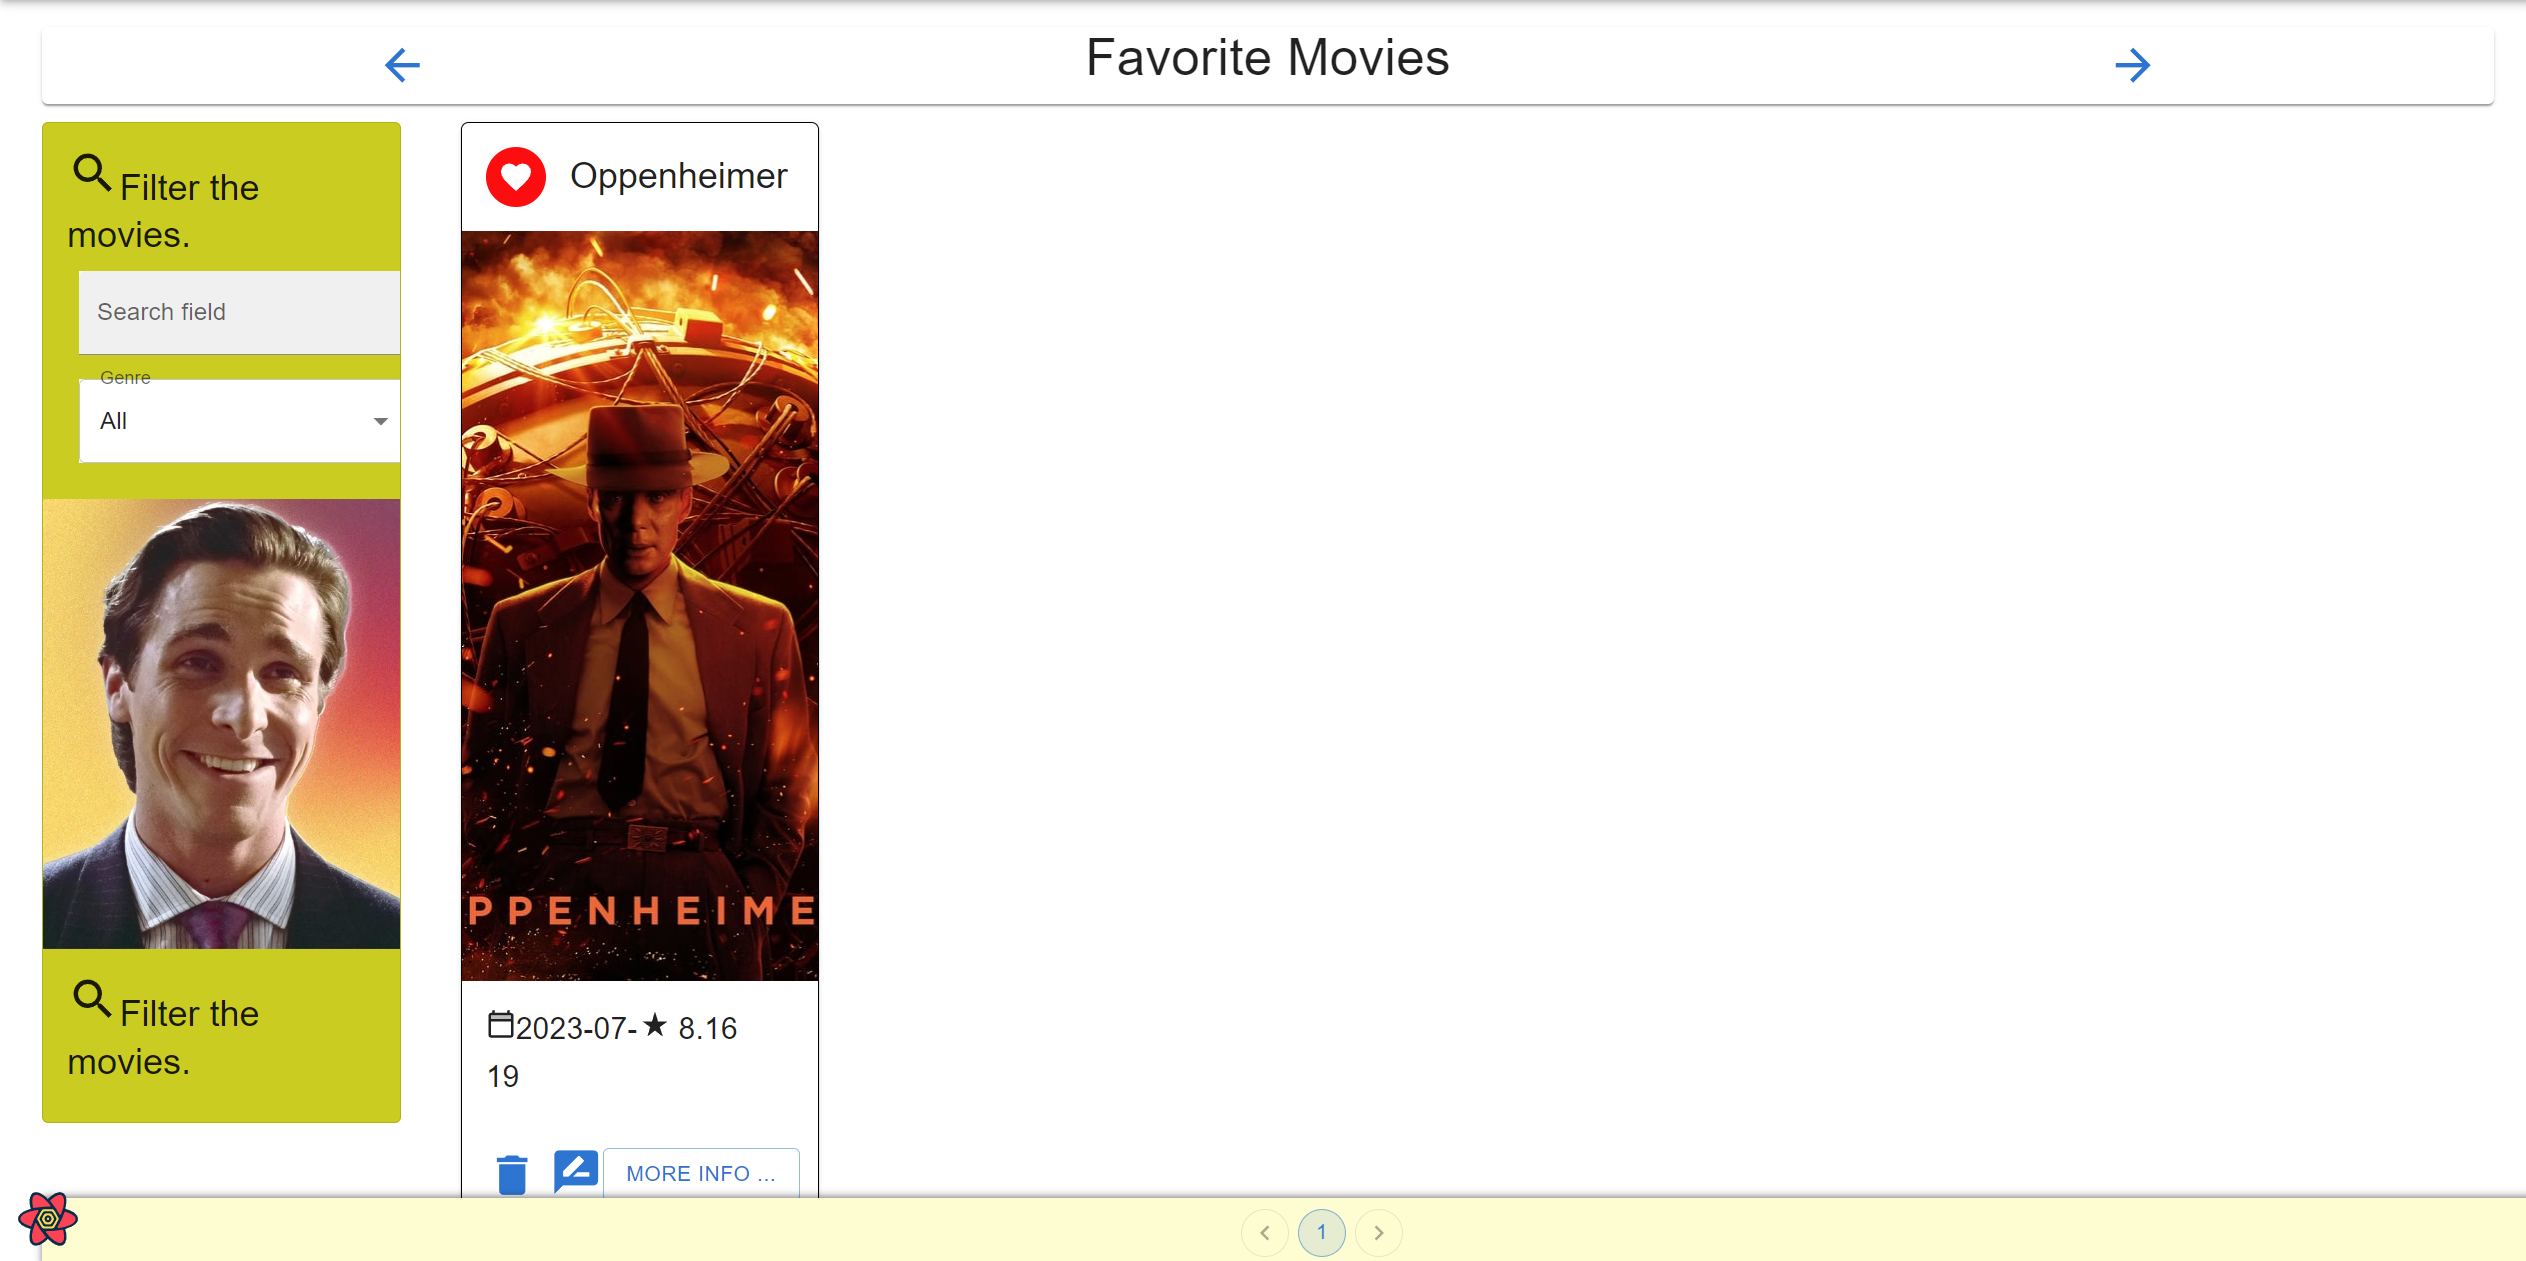 Favorite Movies
Filter the
movies.
Search field
Genre
All
Filter the
movies.
Oppenheimer
PPENHEIME
2023-07-
19
8.16
MORE INFO ...
1